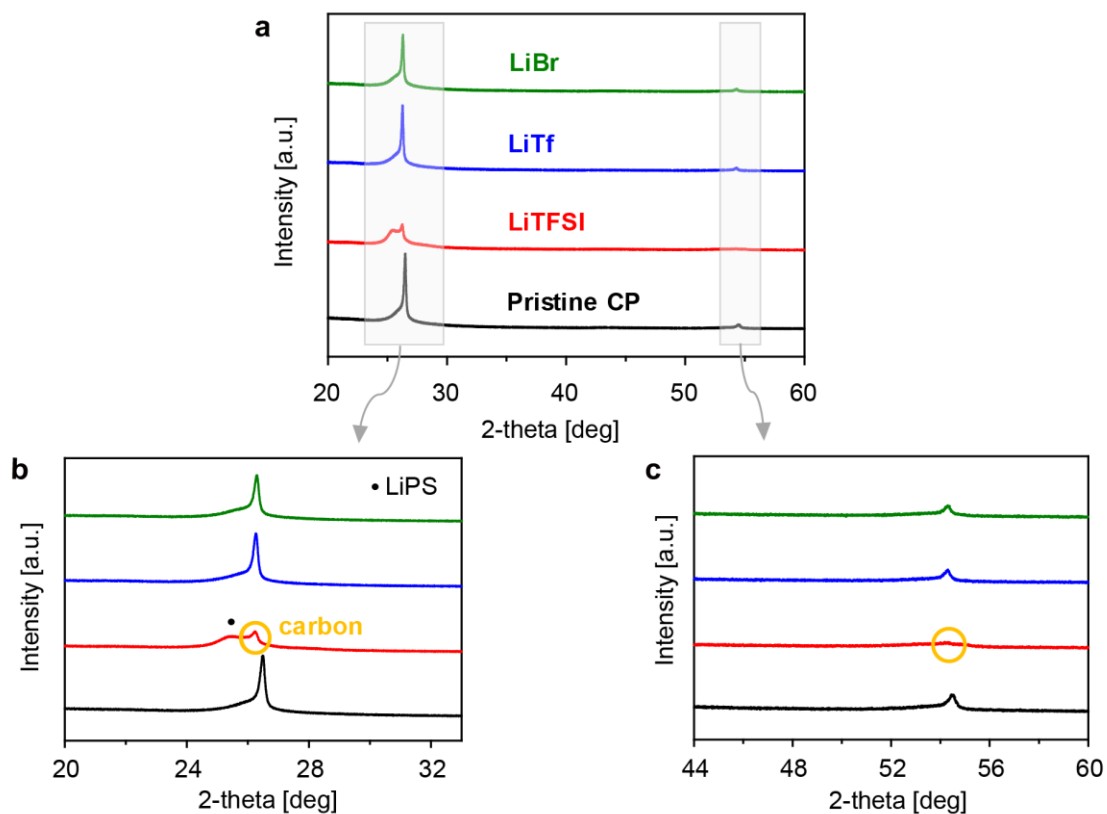 a
LiBr
LiTf
LiTFSI
Pristine CP
Intensity [a.u.]
20 30 40 50 60
2-theta [deg]
b
• LiPS
carbon
Intensity [a.u.]
20 24 28 32
2-theta [deg]
c
Intensity [a.u.]
44 48 52 56 60
2-theta [deg]